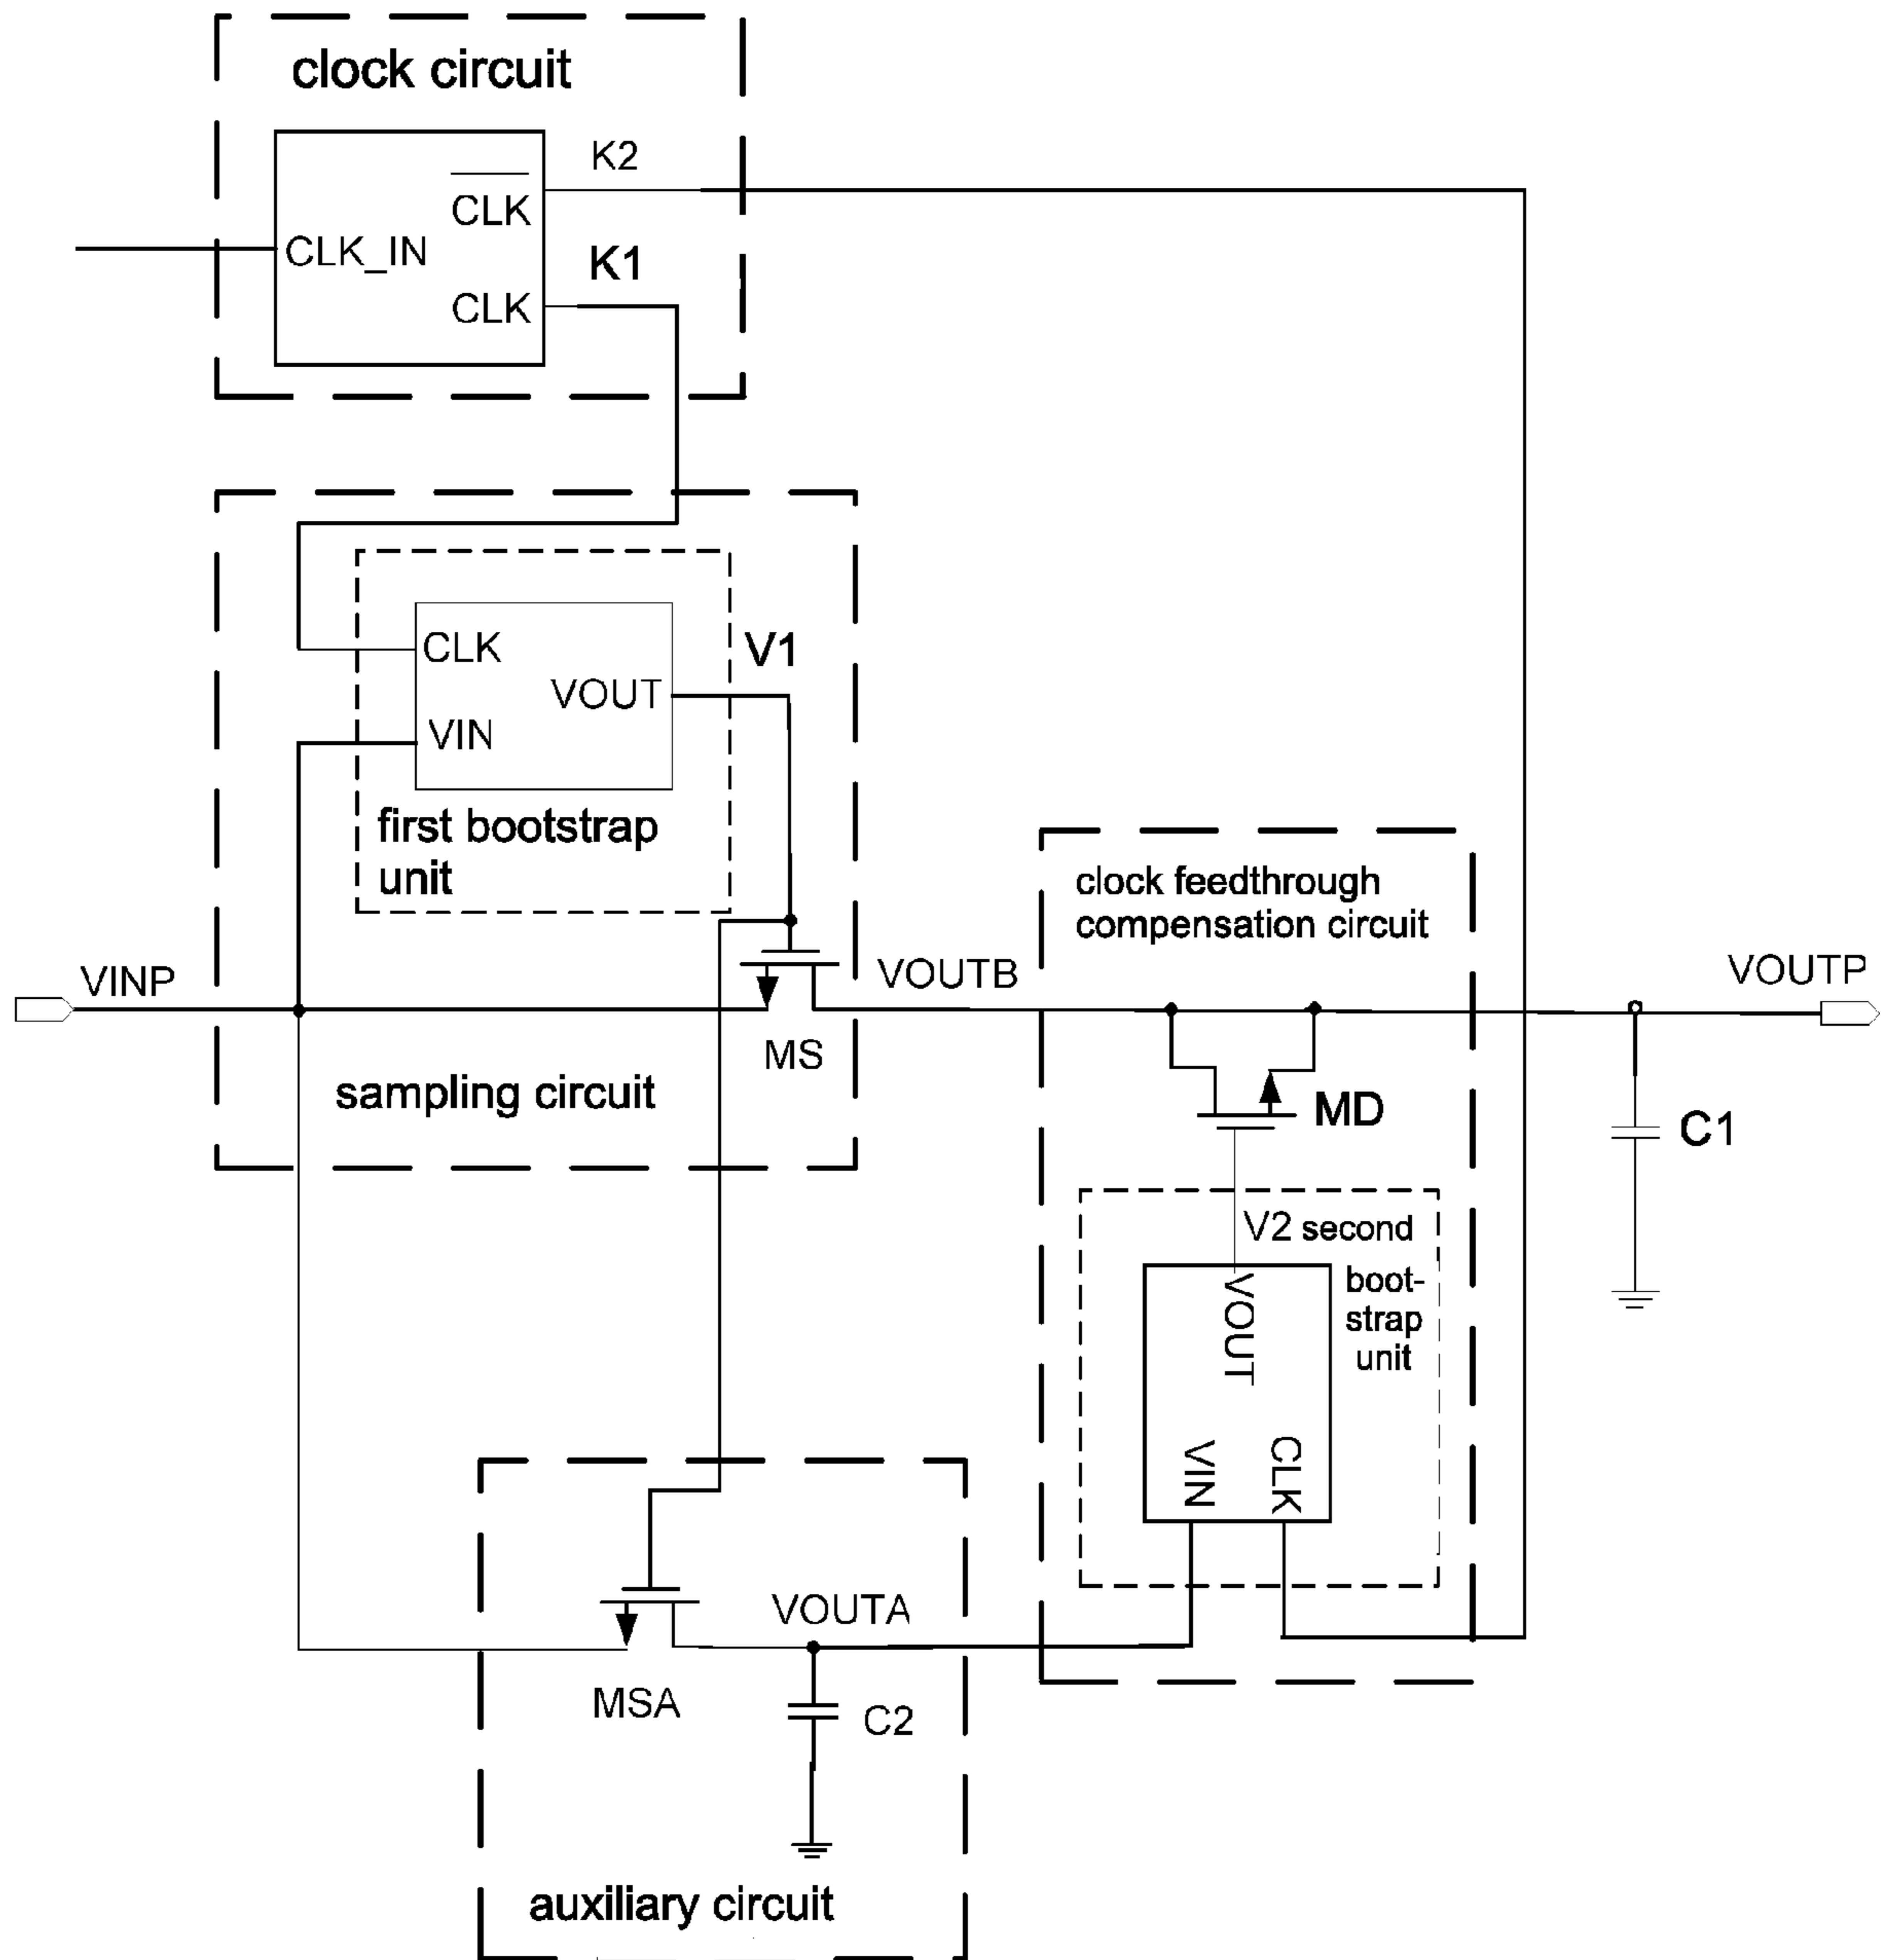 clock circuit
K2
CLK
CLK_IN
K1
CLK
CLK
V1
VOUT
VIN
first bootstrap
unit
clock feedthrough
compensation circuit
VINP
VOUTB
VOUTP
MS
sampling circuit
MD
C1
V2 second
boot-
strap
unit
VOUT
VIN
CLK
VOUTA
MSA
C2
auxiliary circuit